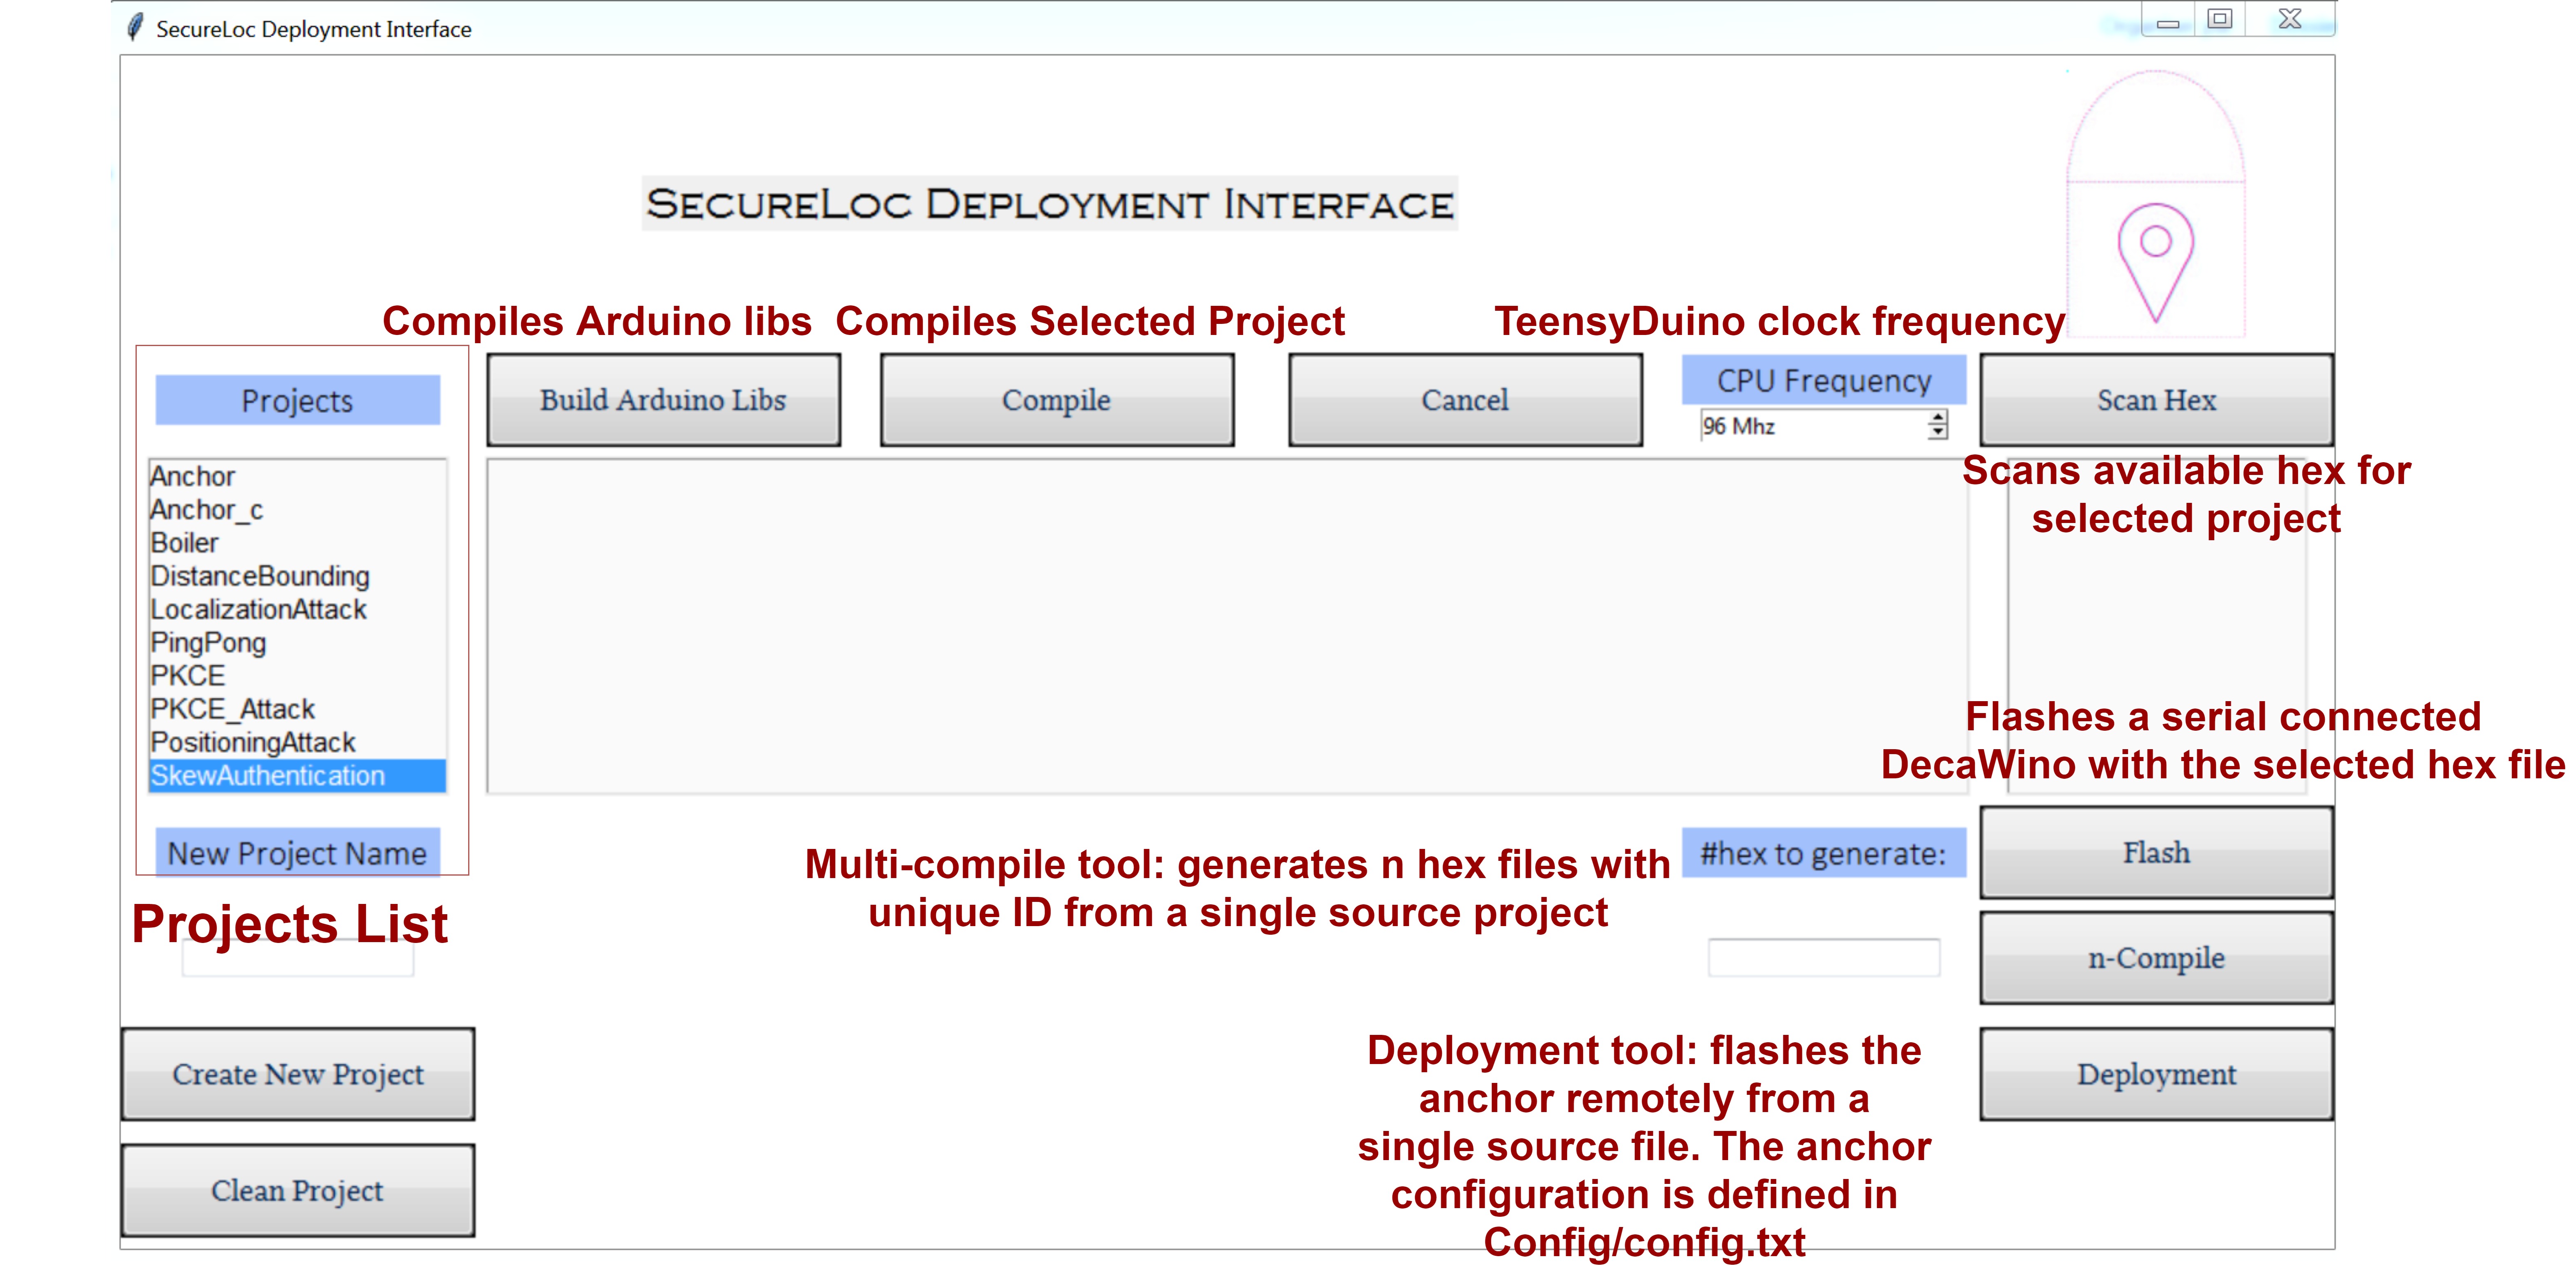 SecureLoc Deployment Interface
SecureLoc Deployment Interface
Compiles Arduino libs
Compiles Selected Project
TeensyDuino clock frequency
Projects
Build Arduino Libs
Compile
Cancel
CPU Frequency
96 Mhz
Scan Hex
Scans available hex for
selected project
Anchor
Anchor_c
Boiler
DistanceBounding
LocalizationAttack
PingPong
PKCE
PKCE_Attack
PositioningAttack
SkewAuthentication
Flashes a serial connected
DecaWino with the selected hex file
New Project Name
Projects List
Multi-compile tool: generates n hex files with
unique ID from a single source project
#hex to generate:
Flash
n-Compile
Create New Project
Clean Project
Deployment tool: flashes the
anchor remotely from a
single source file. The anchor
configuration is defined in
Config/config.txt
Deployment